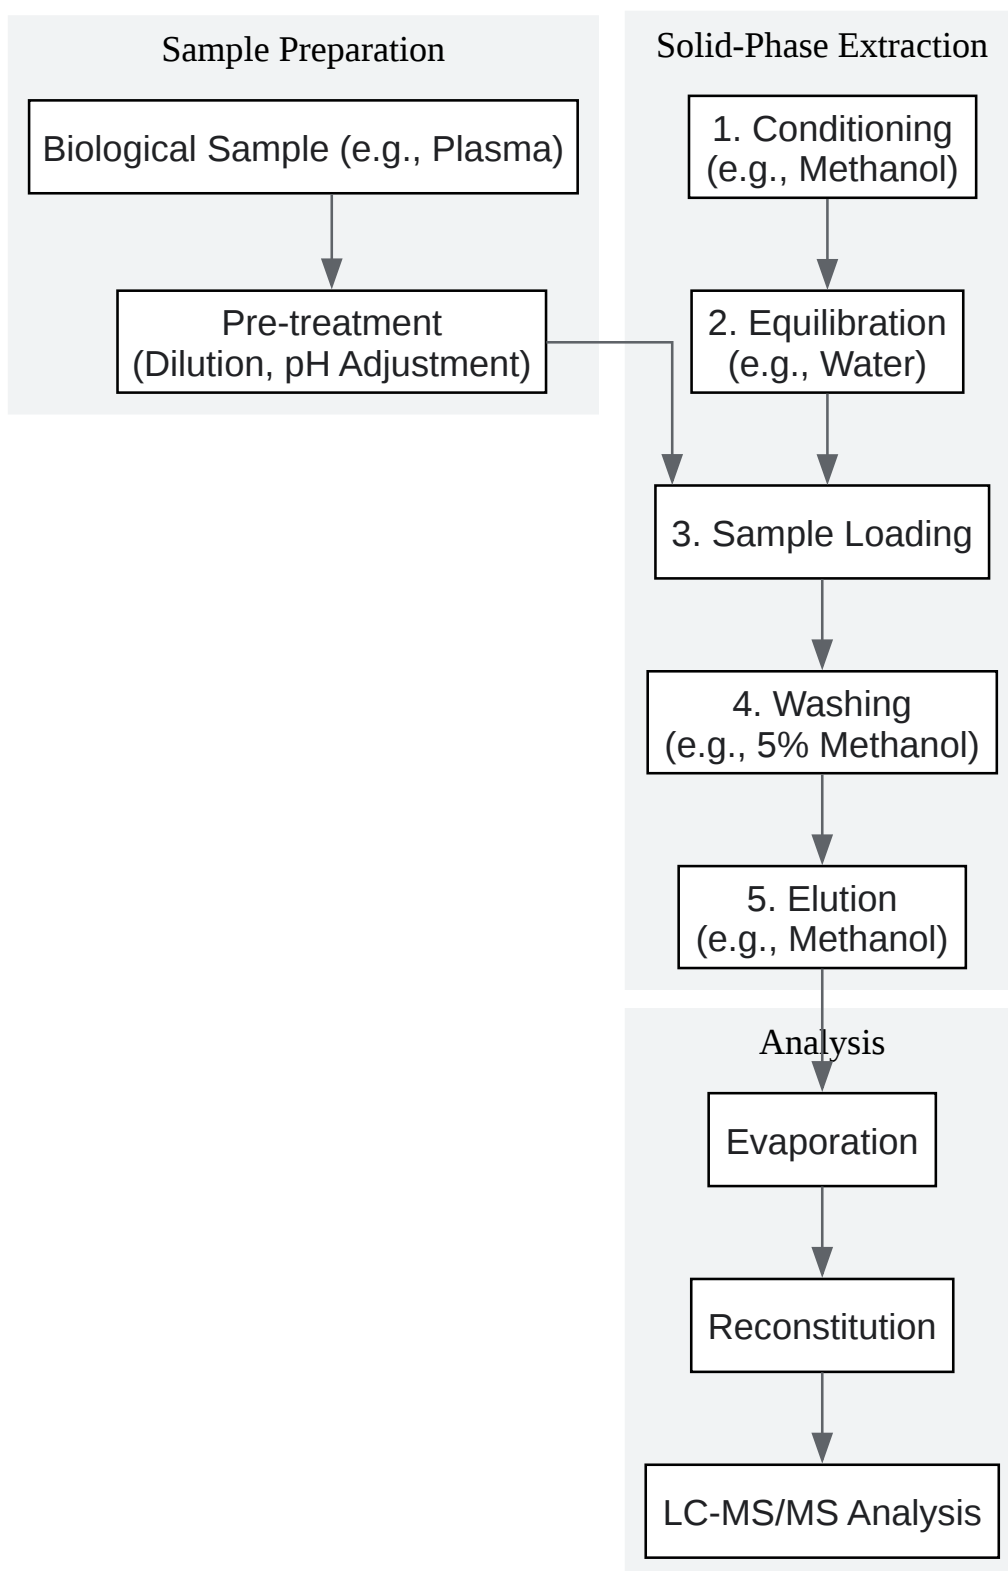 Sample Preparation
Biological Sample (e.g., Plasma)
Pre-treatment
(Dilution, pH Adjustment)
Solid-Phase Extraction
1. Conditioning
(e.g., Methanol)
2. Equilibration
(e.g., Water)
3. Sample Loading
4. Washing
(e.g., 5% Methanol)
5. Elution
(e.g., Methanol)
Analysis
Evaporation
Reconstitution
LC-MS/MS Analysis